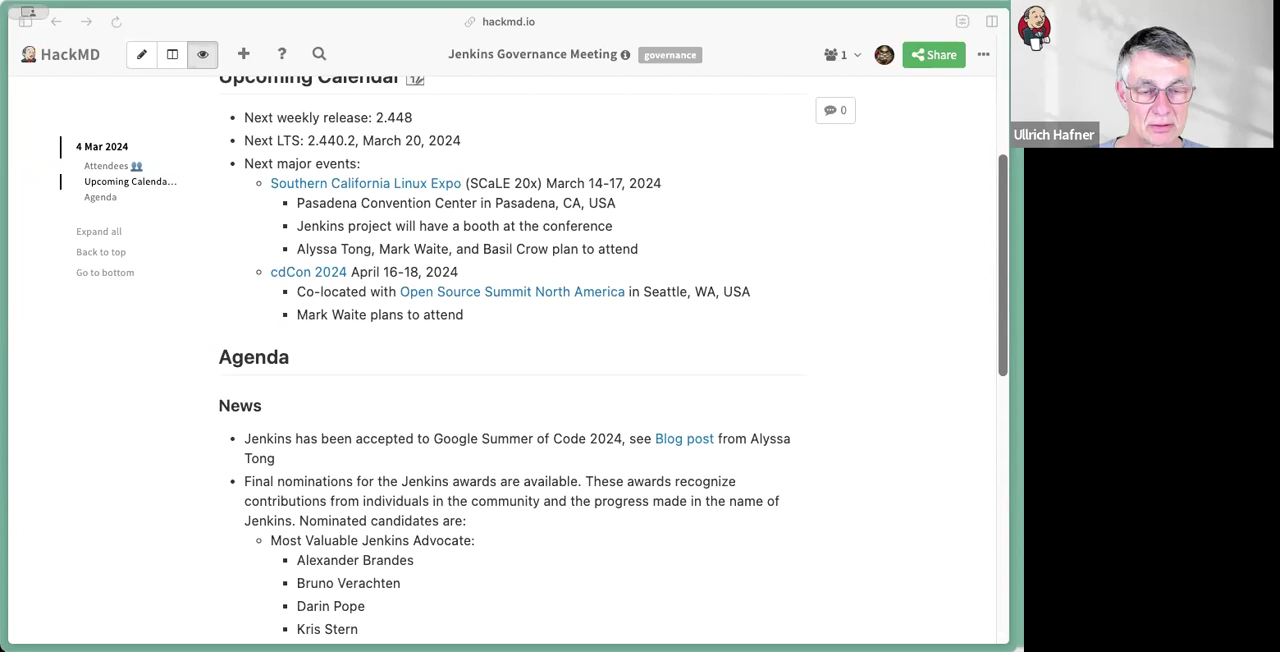 hackmd.io
HackMD
Jenkins Governance Meeting
governance
1
Share
Ullrich Hafner
Upcoming Calendar
0
4 Mar 2024
Attendees
Upcoming Calenda...
Agenda
Expand all
Back to top
Go to bottom
Next weekly release: 2.448
Next LTS: 2.440.2, March 20, 2024
Next major events:
Southern California Linux Expo (SCaLE 20x) March 14-17, 2024
Pasadena Convention Center in Pasadena, CA, USA
Jenkins project will have a booth at the conference
Alyssa Tong, Mark Waite, and Basil Crow plan to attend
cdCon 2024 April 16-18, 2024
Co-located with Open Source Summit North America in Seattle, WA, USA
Mark Waite plans to attend
Agenda
News
Jenkins has been accepted to Google Summer of Code 2024, see Blog post from Alyssa
Tong
Final nominations for the Jenkins awards are available. These awards recognize
contributions from individuals in the community and the progress made in the name of
Jenkins. Nominated candidates are:
Most Valuable Jenkins Advocate:
Alexander Brandes
Bruno Verachten
Darin Pope
Kris Stern